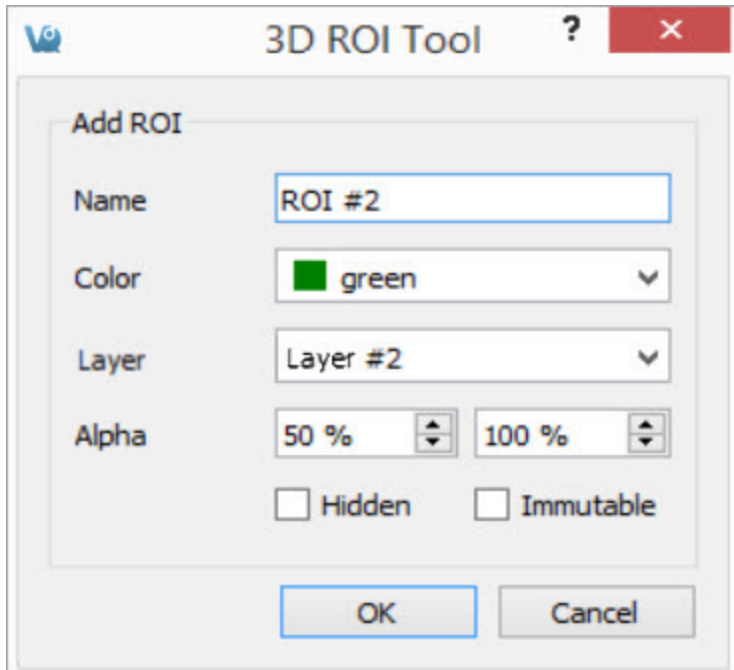 3D ROI Tool ?
Add ROI
Name ROI #2
Color green
Layer Layer #2
Alpha 50 % 100 %
Hidden Immutable
OK Cancel